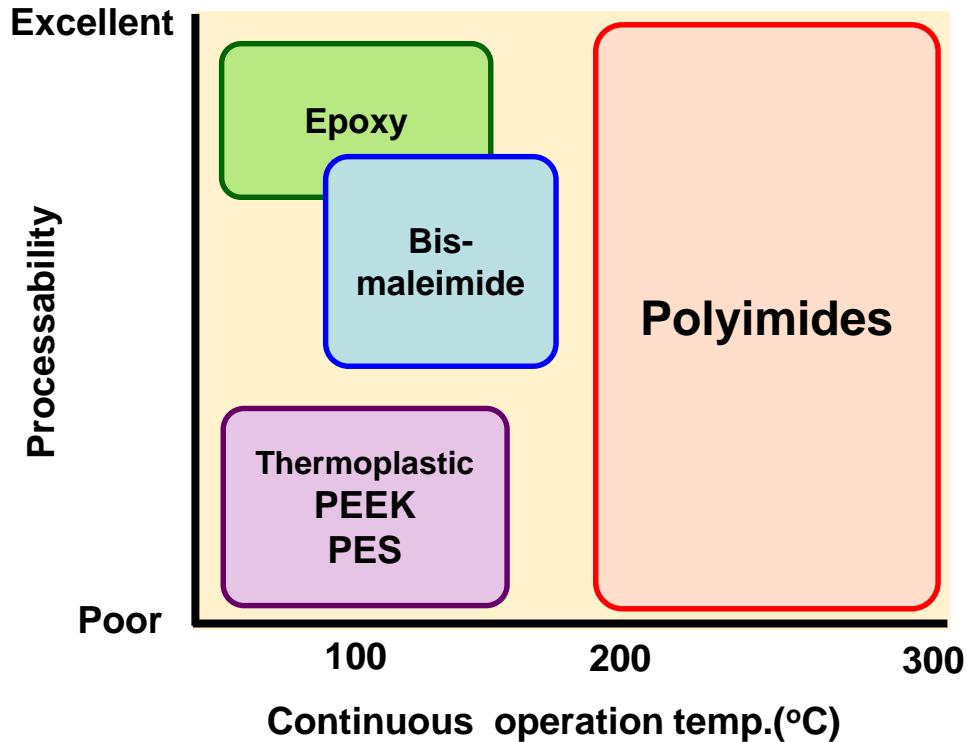 Excellent
Epoxy
Bis-
maleimide
Polyimides
Processability
Thermoplastic
PEEK
PES
Poor
100 200 300
Continuous operation temp.(oC)